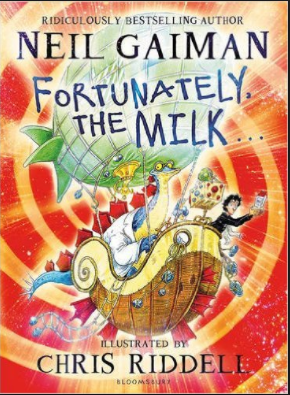 RIDICULOUSLY BESTSELLING AUTHOR
NEIL GAIMAN
FORTUNATELY,
THE MILK...
ILLUSTRATED BY
CHRIS RIDDELL
BLOOMSBURY